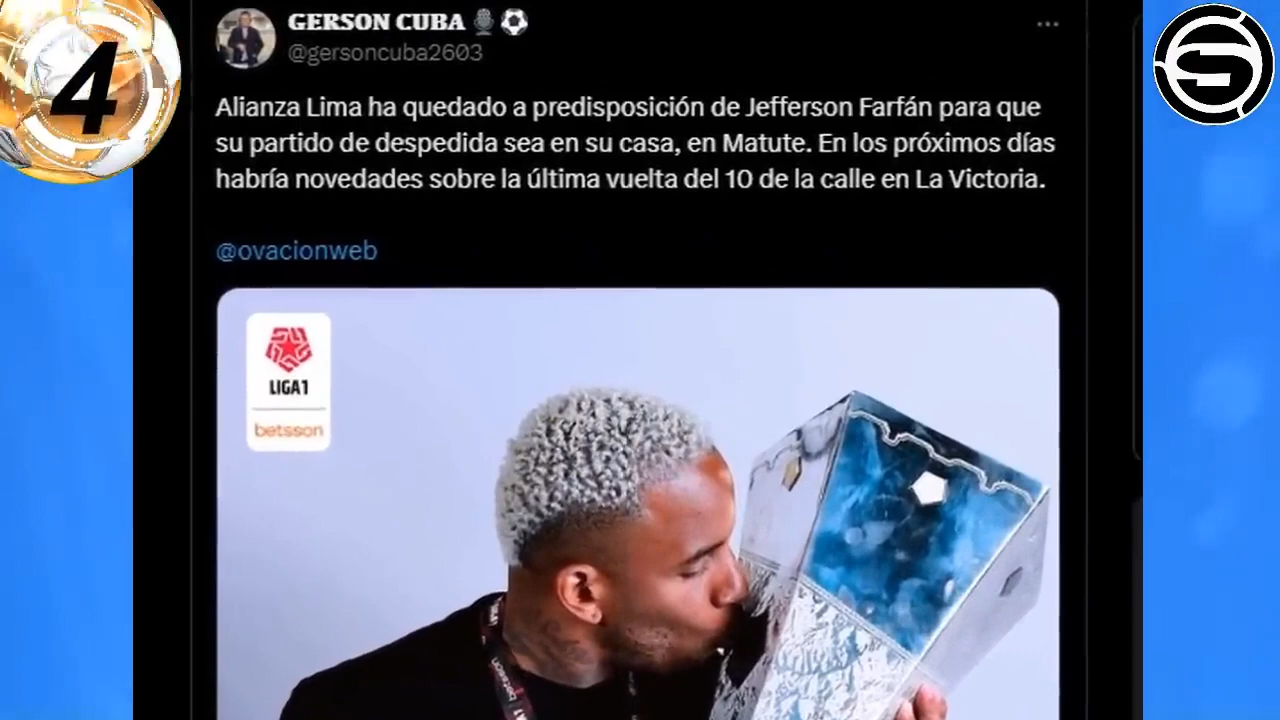 4
GERSON CUBA
@gersoncuba2603
Alianza Lima ha quedado a predisposición de Jefferson Farfán para que
su partido de despedida sea en su casa, en Matute. En los próximos días
habría novedades sobre la última vuelta del 10 de la calle en La Victoria.
@ovacionweb
LIGA1
betsson